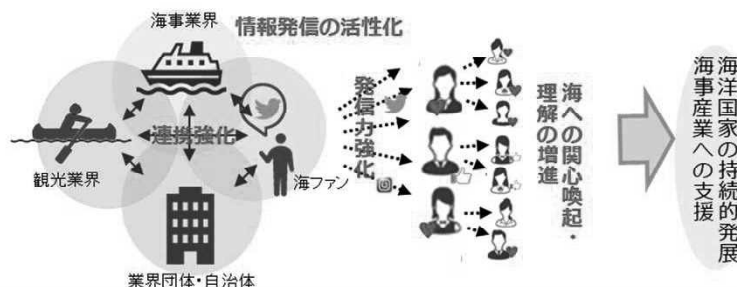 海事業界
情報発信の活性化
連携強化
観光業界
海ファン
業界団体・自治体
発信力強化
海への関心喚起・
理解の増進
海洋国家の持続的発展
海事産業への支援